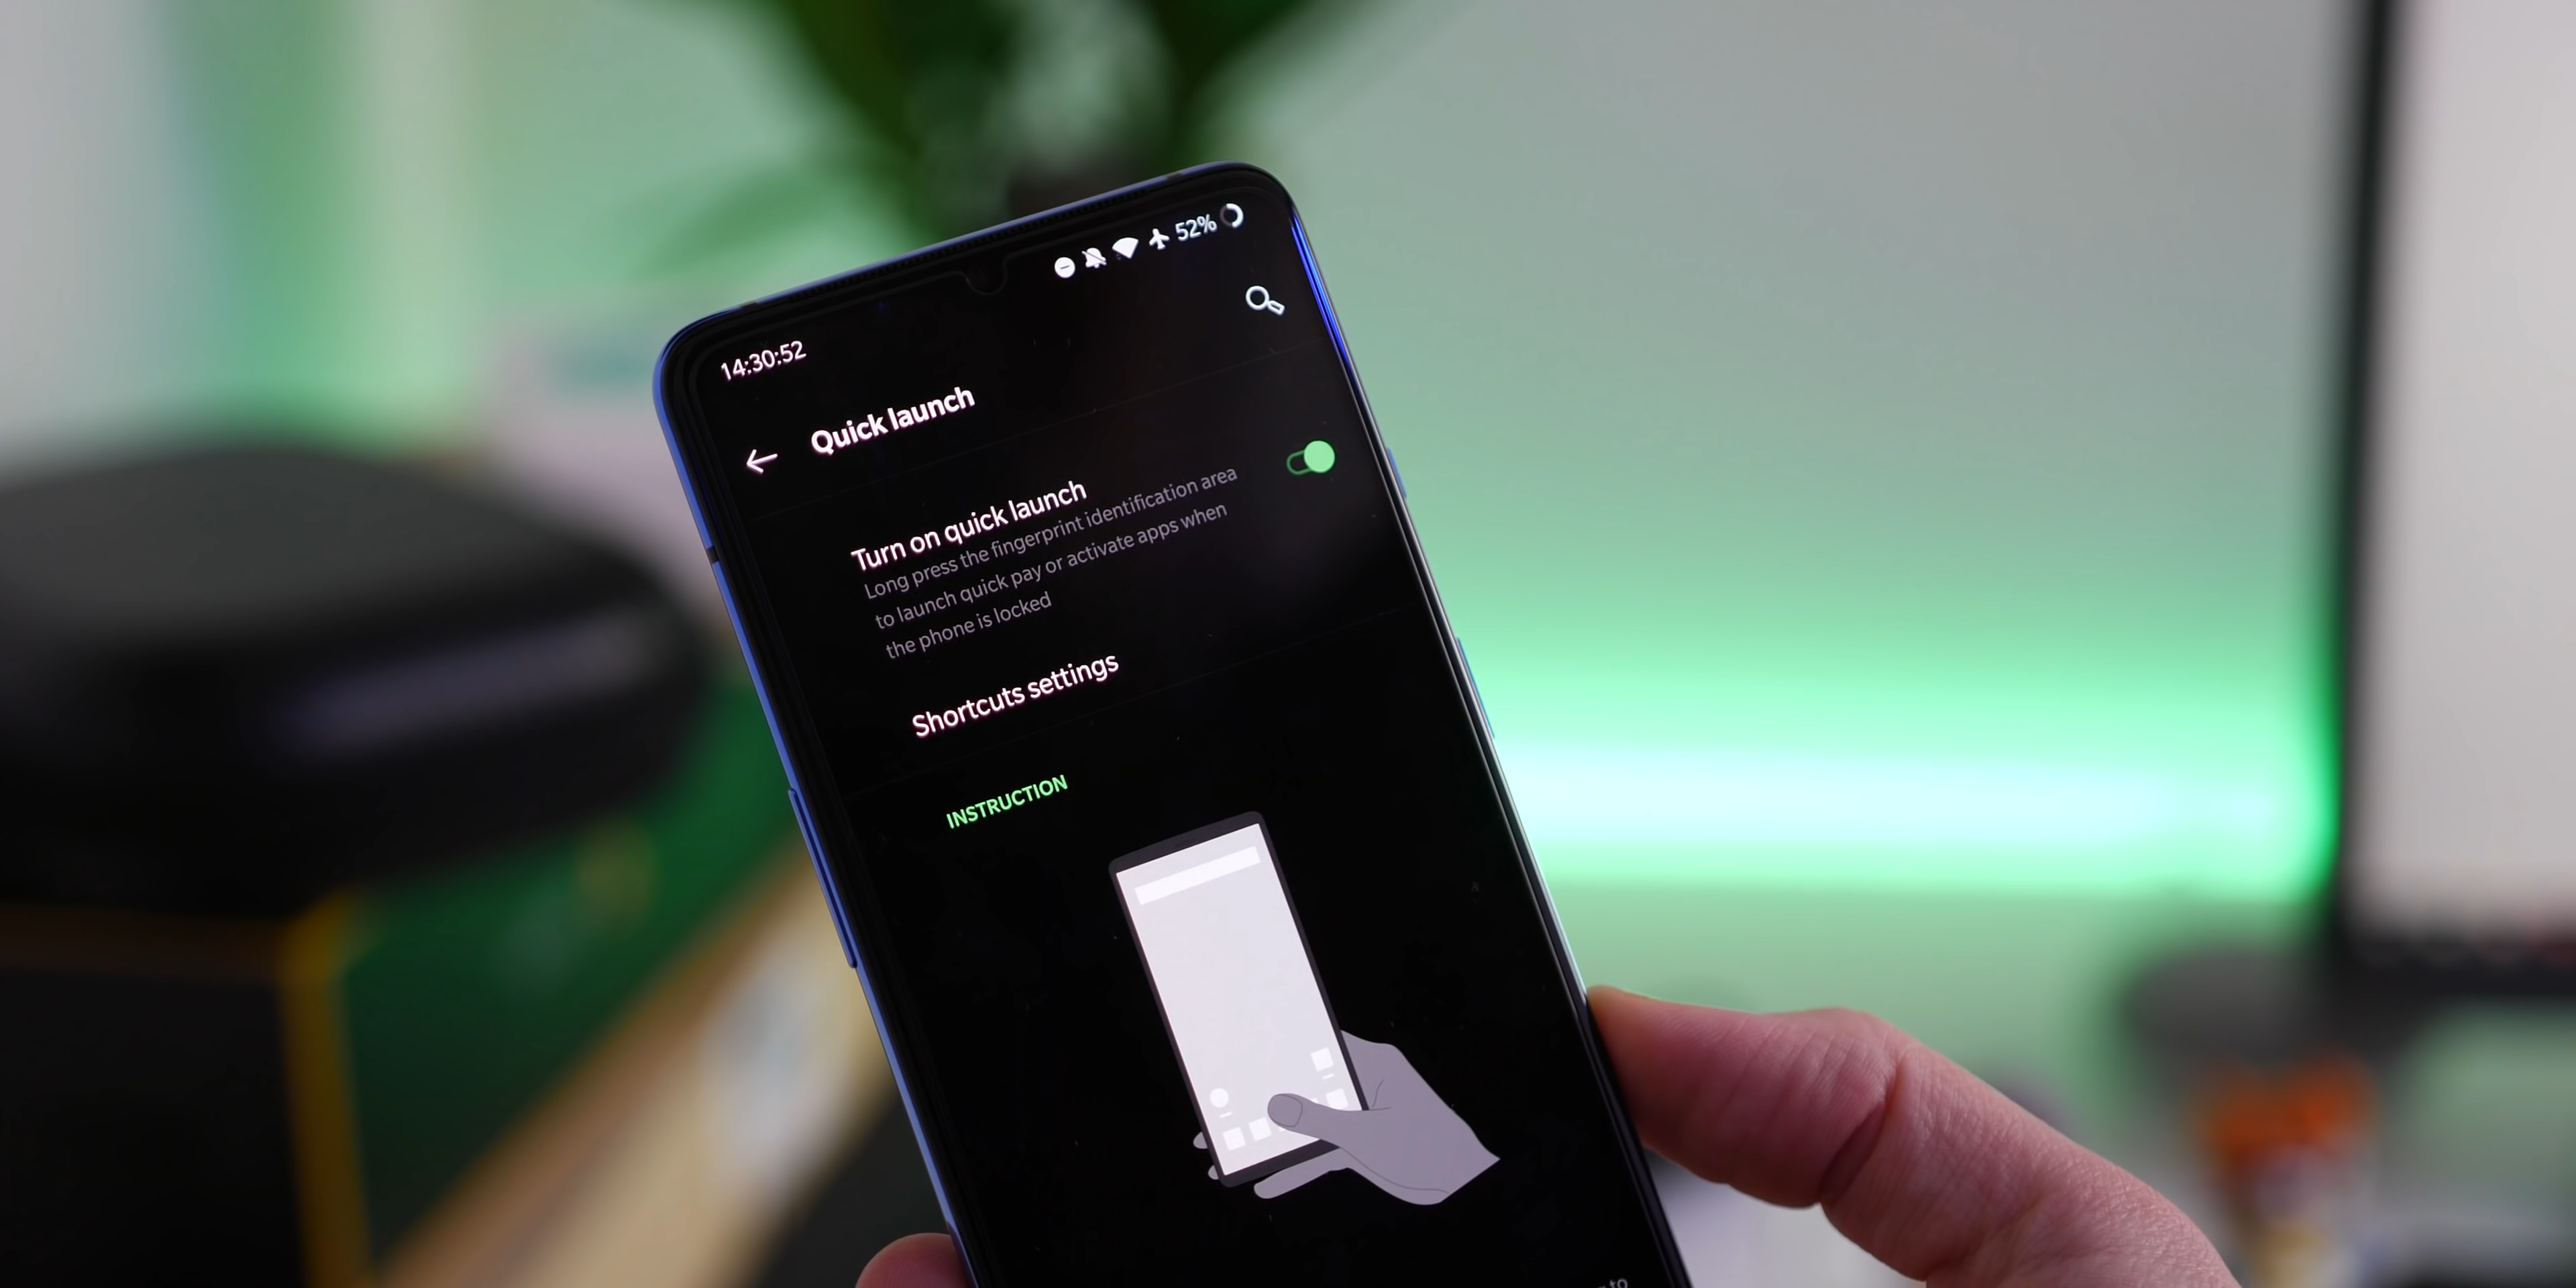 14:30:52
52%
Quick launch
Turn on quick launch
Long press the fingerprint identification area
to launch quick pay or activate apps when
the phone is locked
Shortcuts settings
INSTRUCTION
to